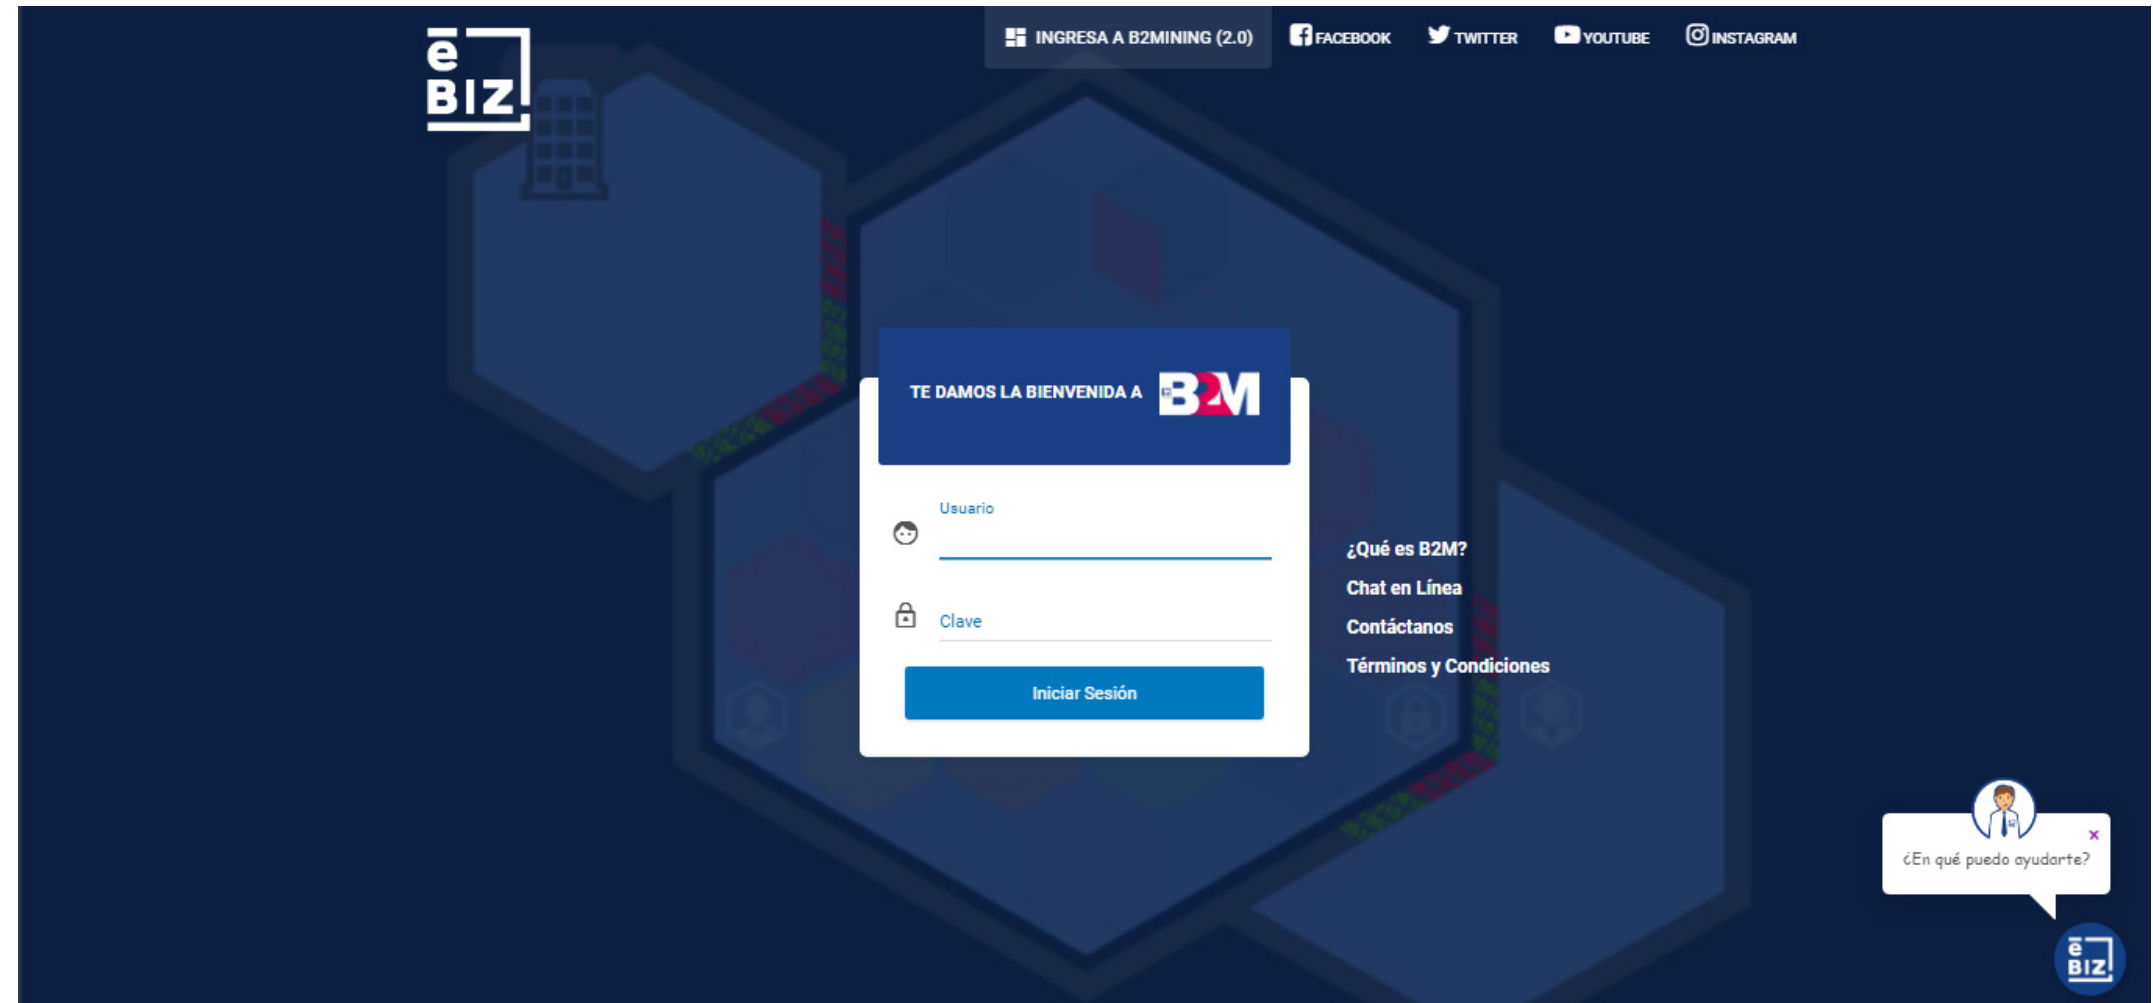 ē
BIZ
INGRESA A B2MINING (2.0)
FACEBOOK
TWITTER
YOUTUBE
INSTAGRAM
TE DAMOS LA BIENVENIDA A
B2M
Usuario
Clave
Iniciar Sesión
¿Qué es B2M?
Chat en Línea
Contáctanos
Términos y Condiciones
x
¿En qué puedo ayudarte?
ē
BIZ